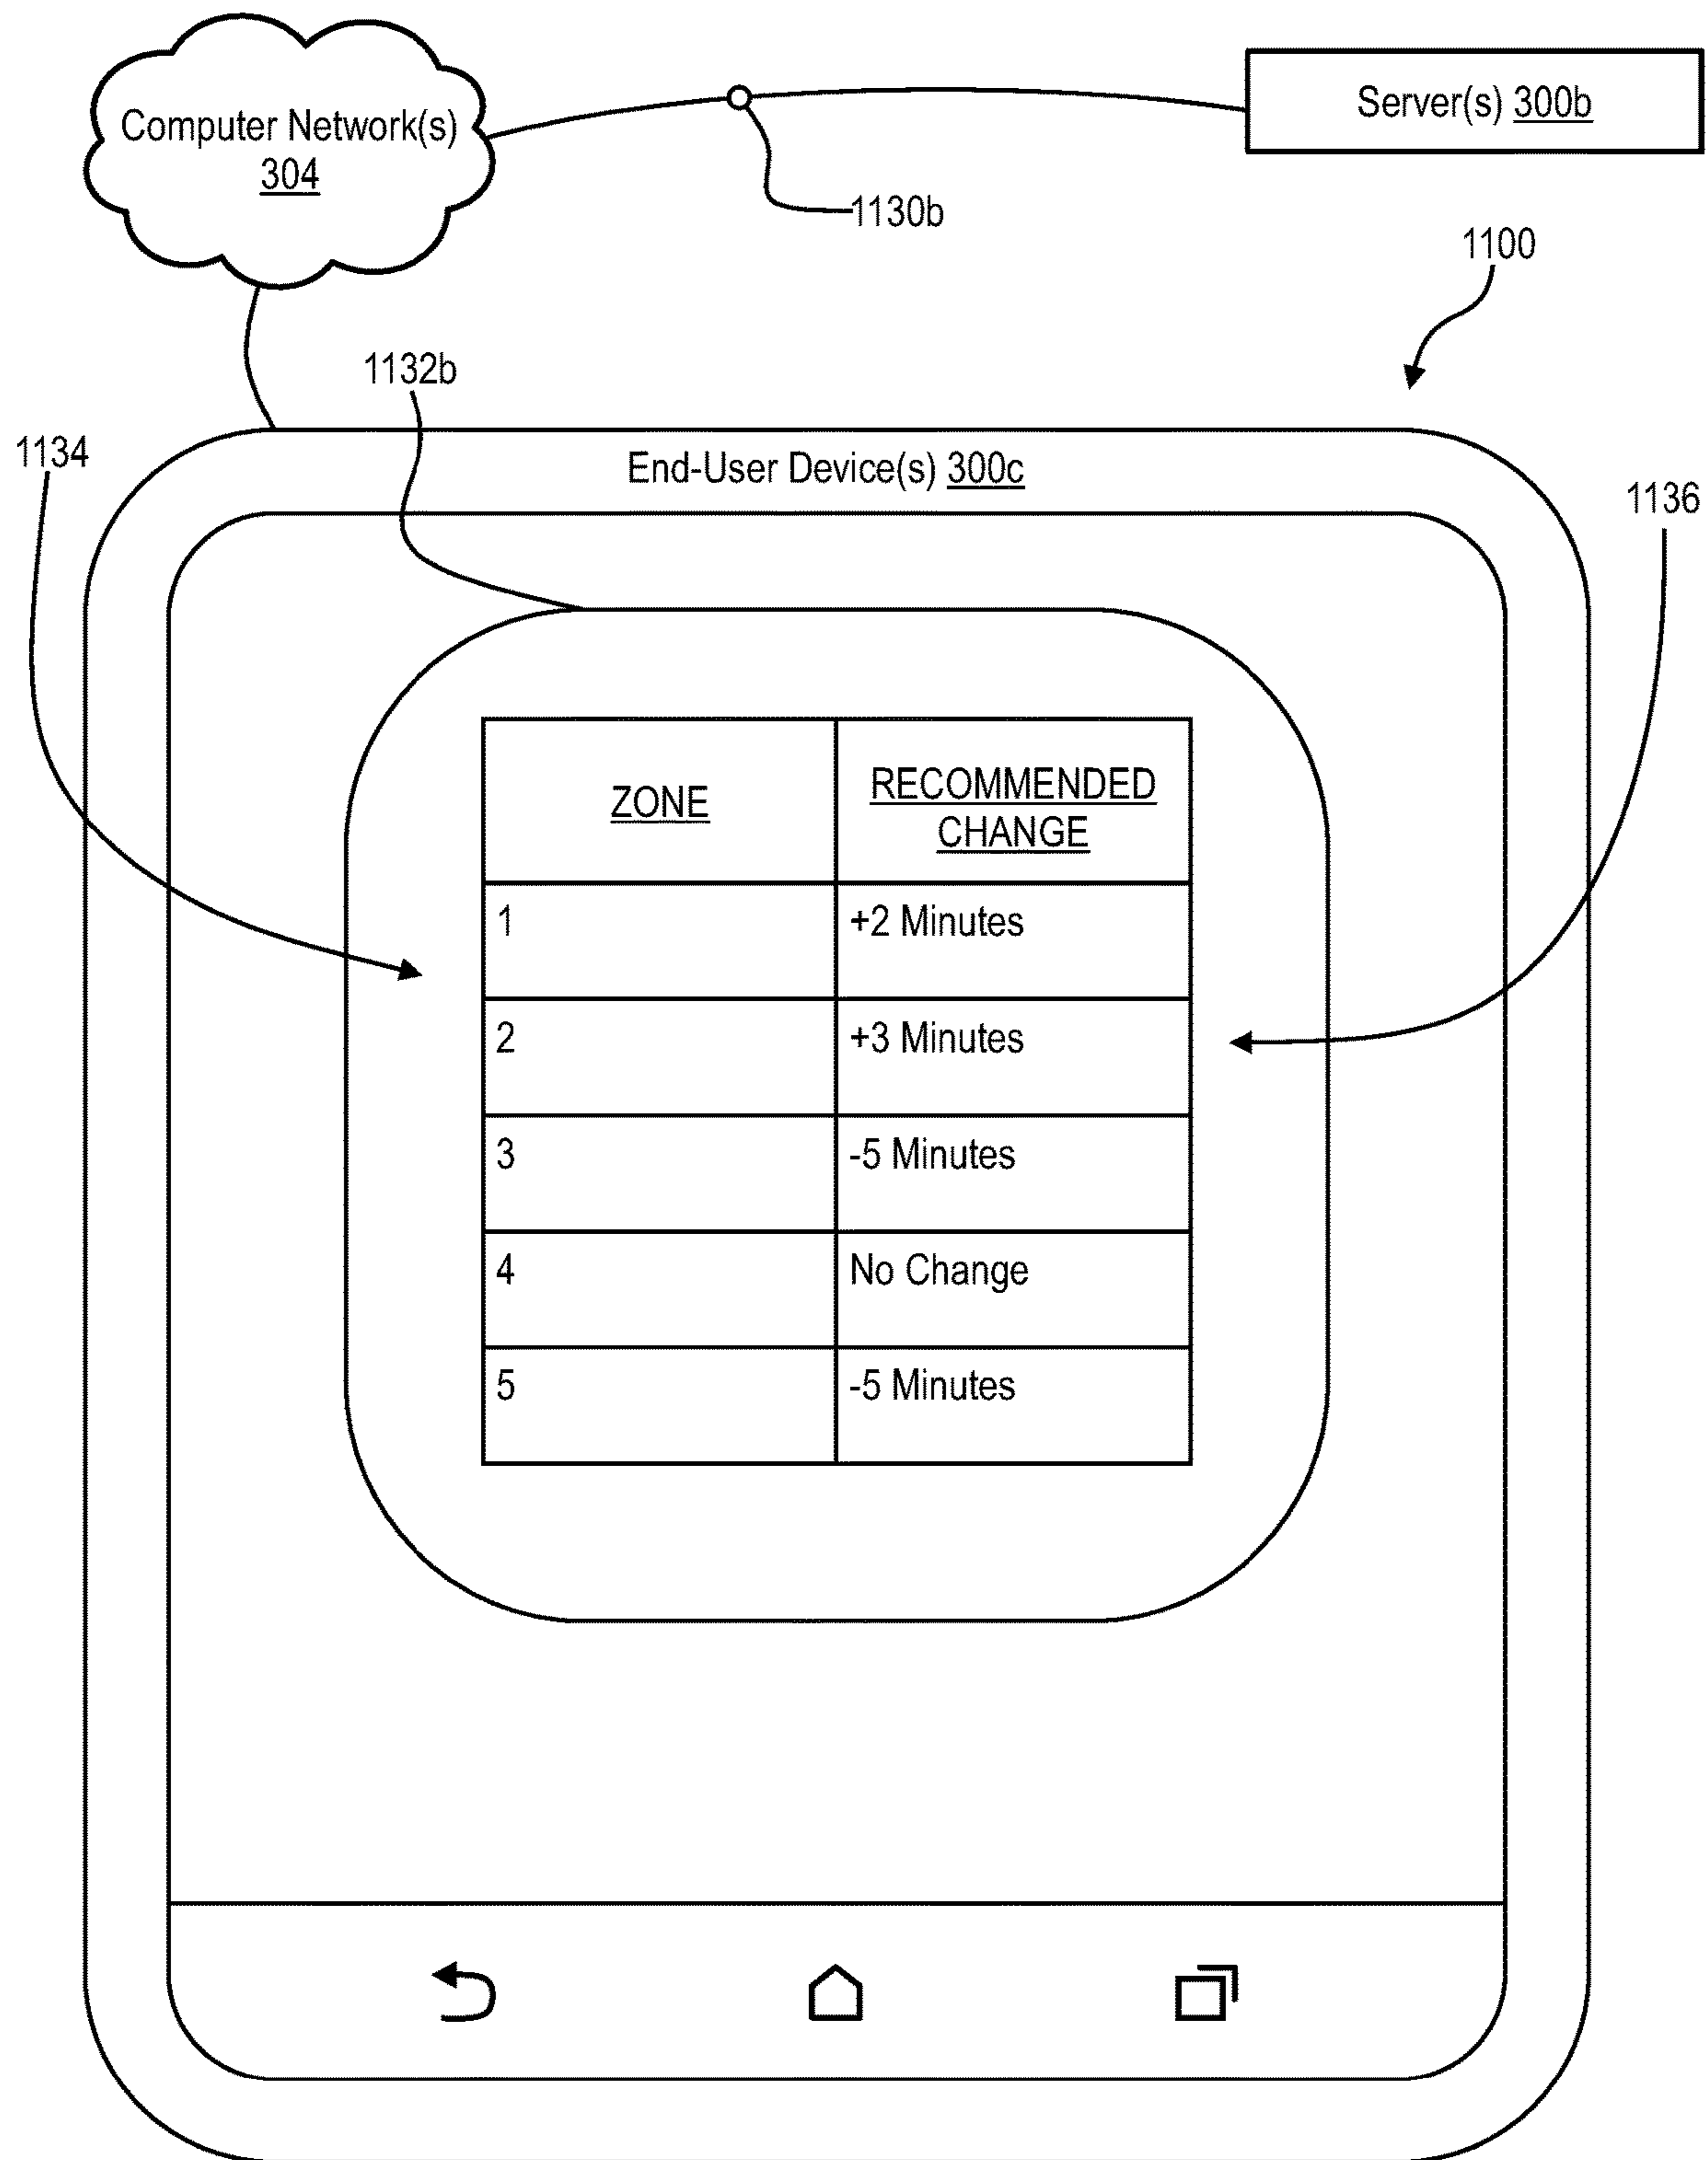 Computer Network(s)
304
Server(s) 300b
1130b
1100
1132b
1134
End-User Device(s) 300c
1136
ZONE
RECOMMENDED
CHANGE
1
+2 Minutes
2
+3 Minutes
3
-5 Minutes
4
No Change
5
-5 Minutes